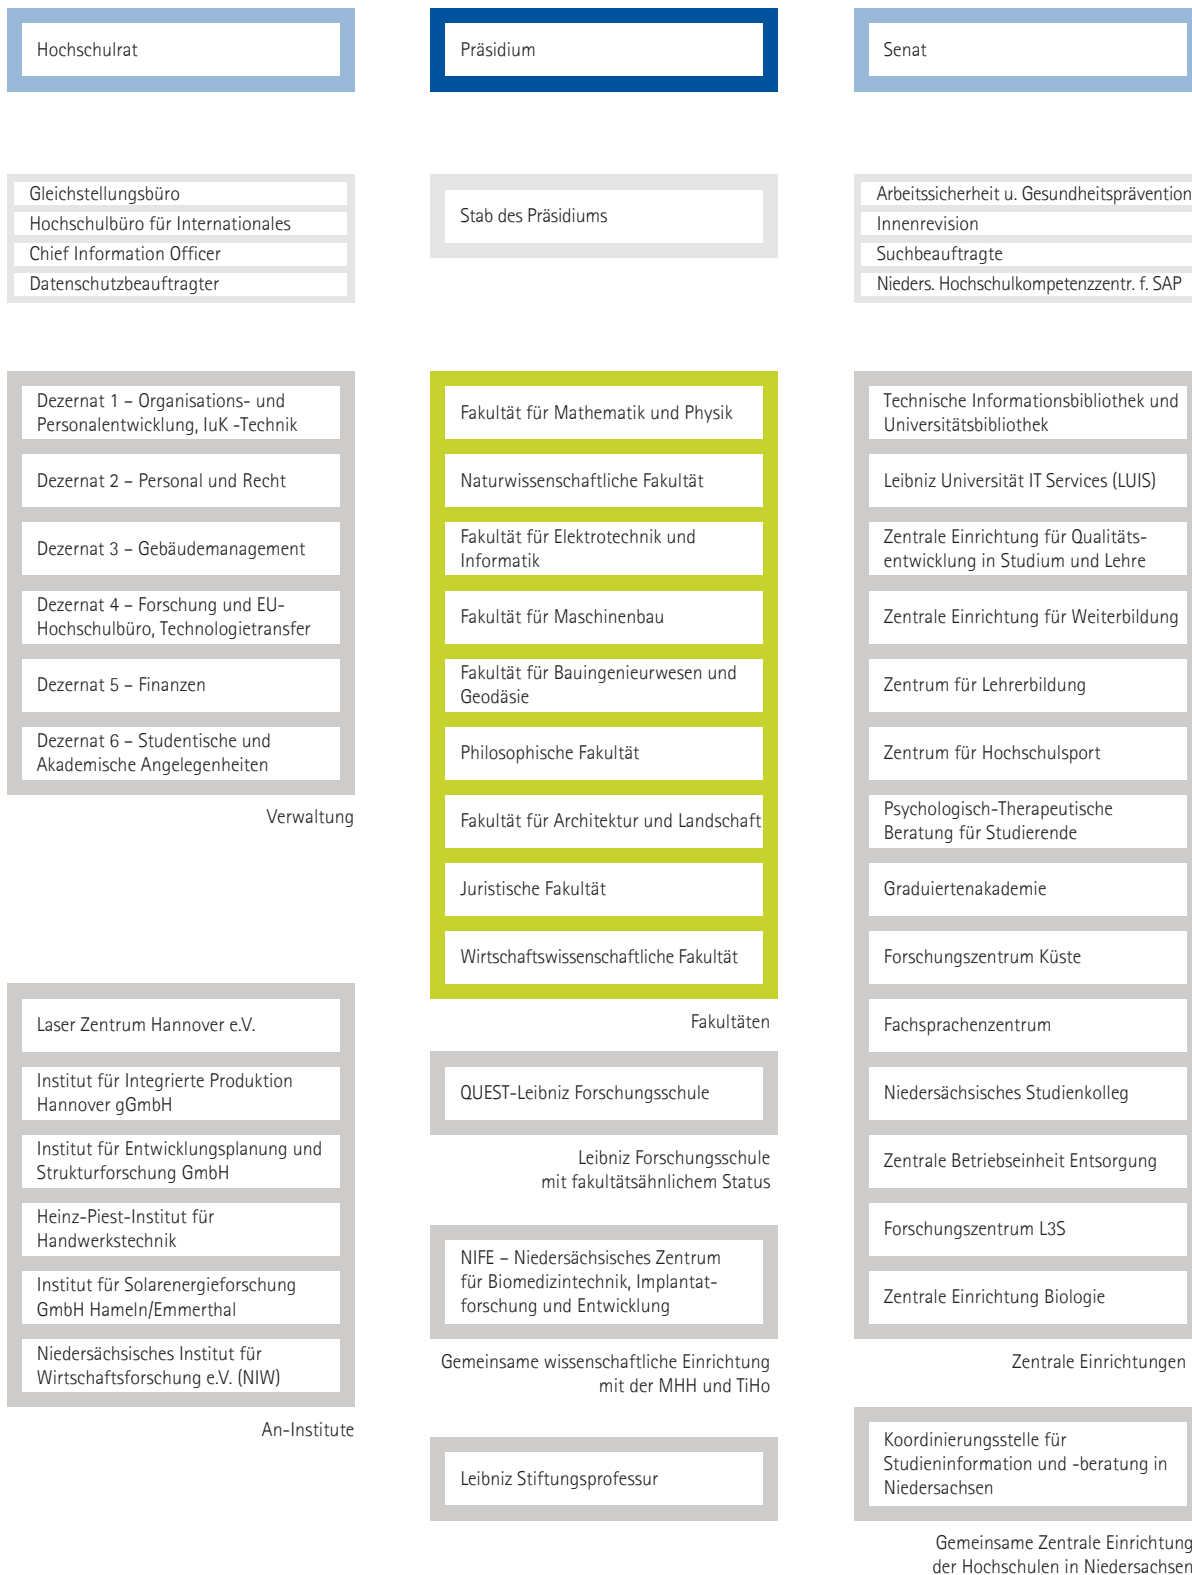 Hochschulrat
Präsidium
Senat
Gleichstellungsbüro
Hochschulbüro für Internationales
Chief Information Officer
Datenschutzbeauftragter
Stab des Präsidiums
Arbeitssicherheit u. Gesundheitsprävention
Innenrevision
Suchbeauftragte
Nieders. Hochschulkompetenzzentr. f. SAP
Dezernat 1 – Organisations- und
Personalentwicklung, IuK -Technik
Dezernat 2 – Personal und Recht
Dezernat 3 – Gebäudemanagement
Dezernat 4 – Forschung und EU-
Hochschulbüro, Technologietransfer
Dezernat 5 – Finanzen
Dezernat 6 – Studentische und
Akademische Angelegenheiten
Verwaltung
Laser Zentrum Hannover e.V.
Institut für Integrierte Produktion
Hannover gGmbH
Institut für Entwicklungsplanung und
Strukturforschung GmbH
Heinz-Piest-Institut für
Handwerkstechnik
Institut für Solarenergieforschung
GmbH Hameln/Emmerthal
Niedersächsisches Institut für
Wirtschaftsforschung e.V. (NIW)
An-Institute
Fakultät für Mathematik und Physik
Naturwissenschaftliche Fakultät
Fakultät für Elektrotechnik und
Informatik
Fakultät für Maschinenbau
Fakultät für Bauingenieurwesen und
Geodäsie
Philosophische Fakultät
Fakultät für Architektur und Landschaft
Juristische Fakultät
Wirtschaftswissenschaftliche Fakultät
Fakultäten
QUEST-Leibniz Forschungsschule
Leibniz Forschungsschule
mit fakultätsähnlichem Status
NIFE – Niedersächsisches Zentrum
für Biomedizintechnik, Implantat-
forschung und Entwicklung
Gemeinsame wissenschaftliche Einrichtung
mit der MHH und TiHo
Leibniz Stiftungsprofessur
Technische Informationsbibliothek und
Universitätsbibliothek
Leibniz Universität IT Services (LUIS)
Zentrale Einrichtung für Qualitäts-
entwicklung in Studium und Lehre
Zentrale Einrichtung für Weiterbildung
Zentrum für Lehrerbildung
Zentrum für Hochschulsport
Psychologisch-Therapeutische
Beratung für Studierende
Graduiertenakademie
Forschungszentrum Küste
Fachsprachenzentrum
Niedersächsisches Studienkolleg
Zentrale Betriebseinheit Entsorgung
Forschungszentrum L3S
Zentrale Einrichtung Biologie
Zentrale Einrichtungen
Koordinierungsstelle für
Studieninformation und -beratung in
Niedersachsen
Gemeinsame Zentrale Einrichtung
der Hochschulen in Niedersachsen